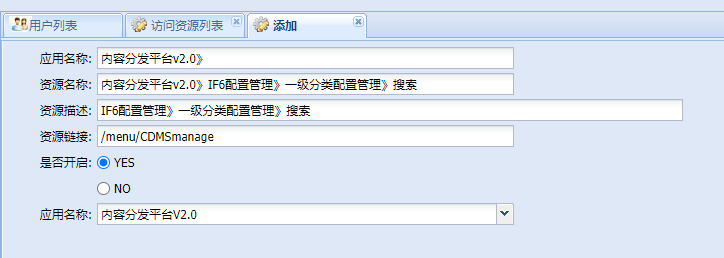 用户列表 访问资源列表 添加
应用名称: 内容分发平台v2.0》
资源名称: 内容分发平台v2.0》IF6配置管理》一级分类配置管理》搜索
资源描述: IF6配置管理》一级分类配置管理》搜索
资源链接: /menu/CDMSmanage
是否开启: YES
NO
应用名称: 内容分发平台V2.0